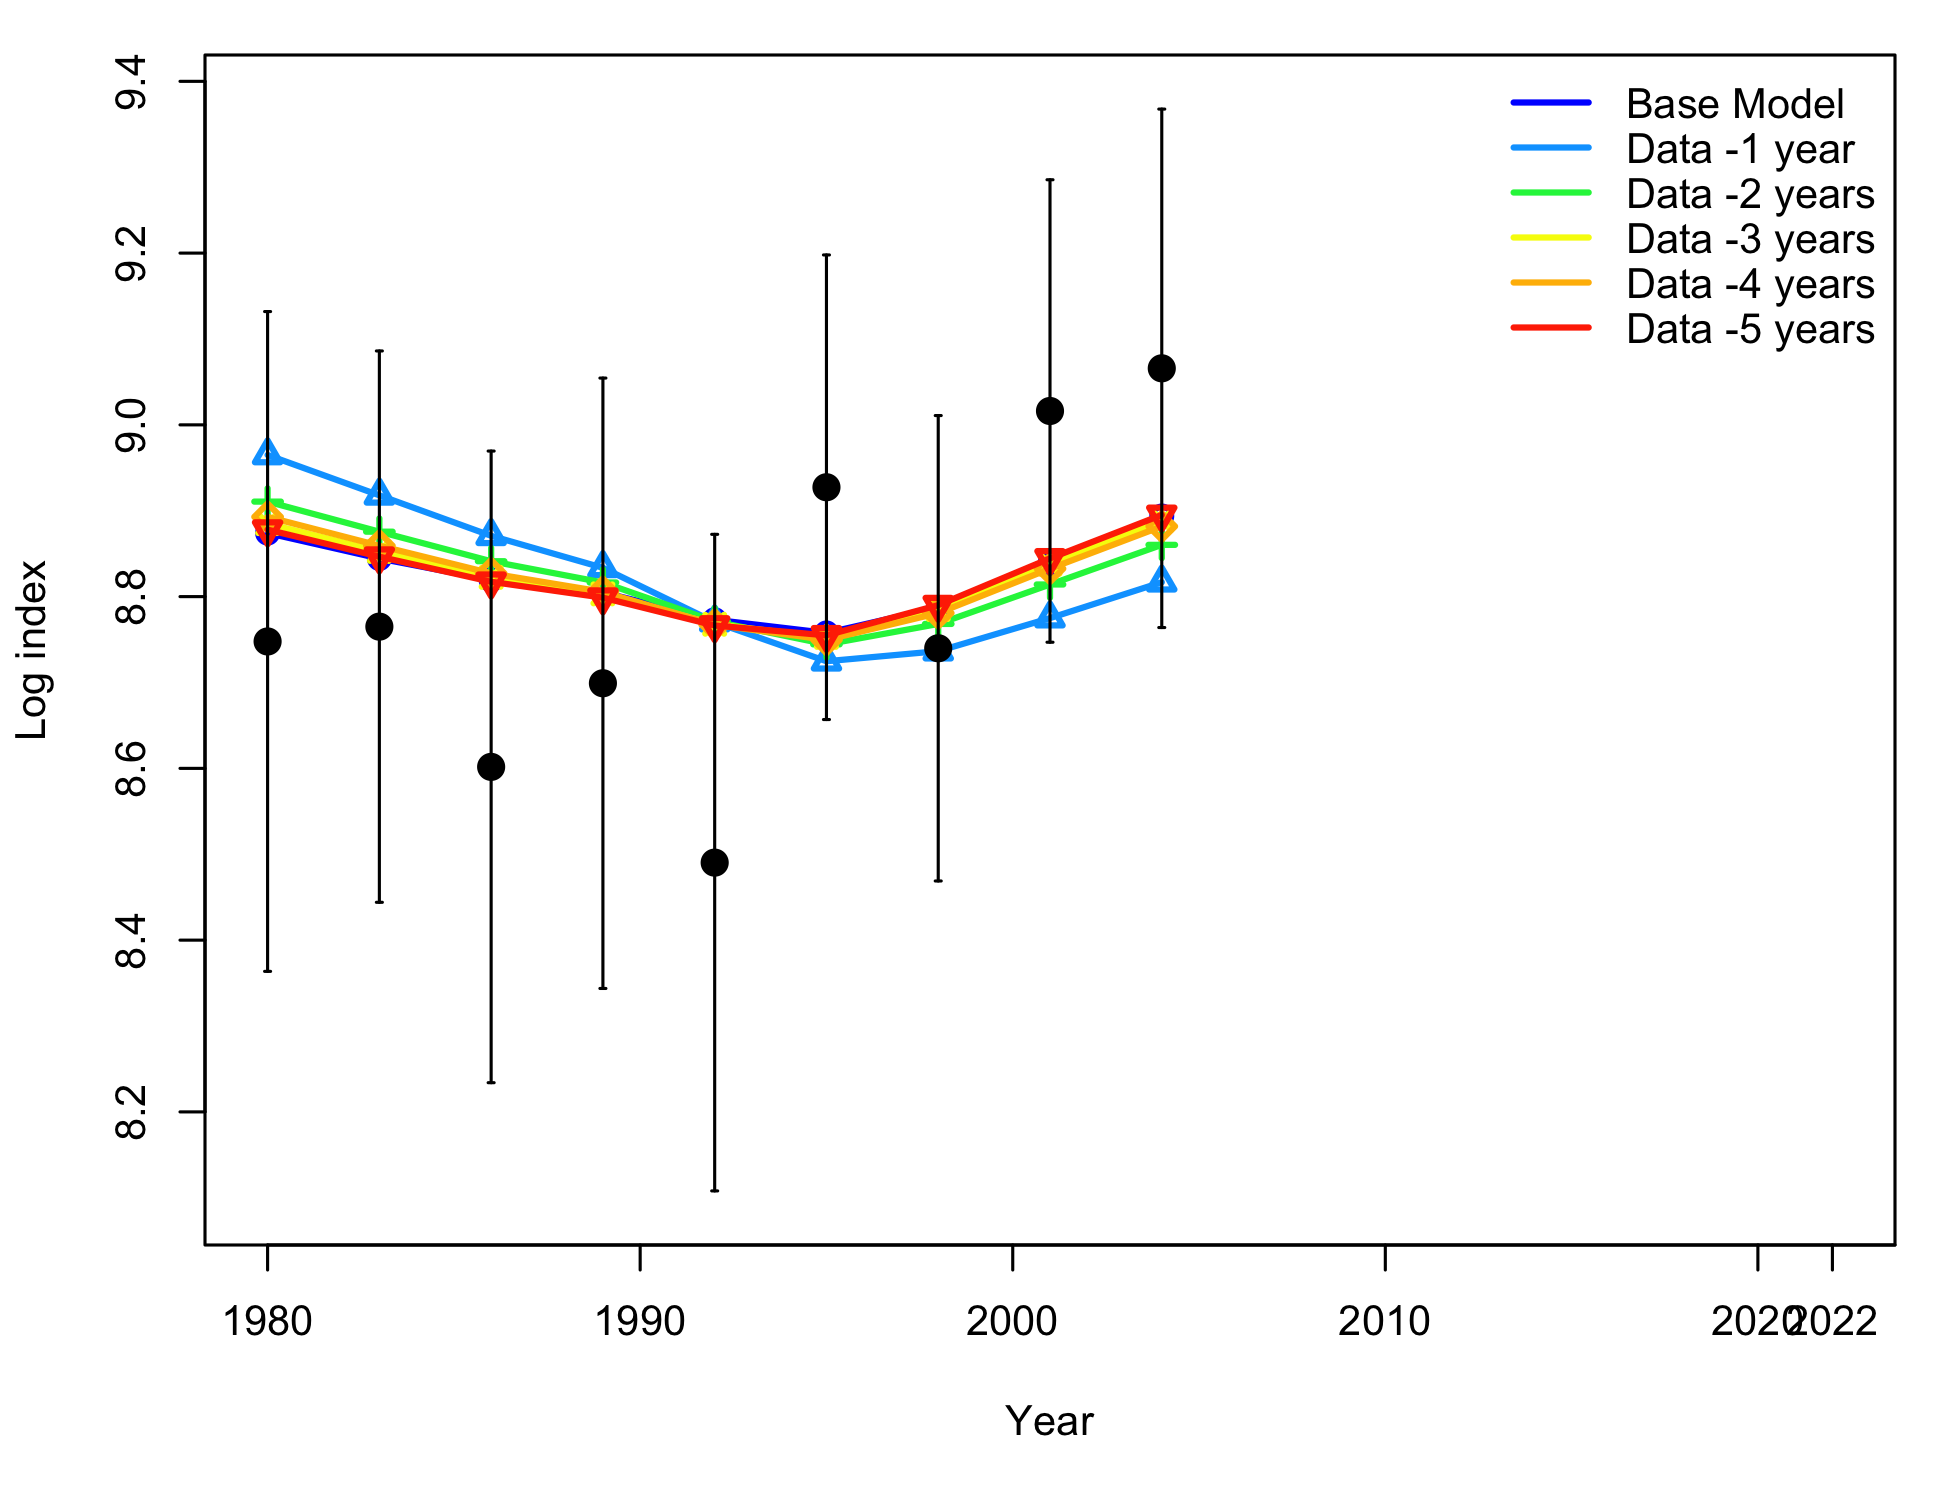 9.4
9.2
9.0
8.8
8.6
8.4
8.2
Log index
Base Model
Data -1 year
Data -2 years
Data -3 years
Data -4 years
Data -5 years
1980 1990 2000 2010 2020 2022
Year